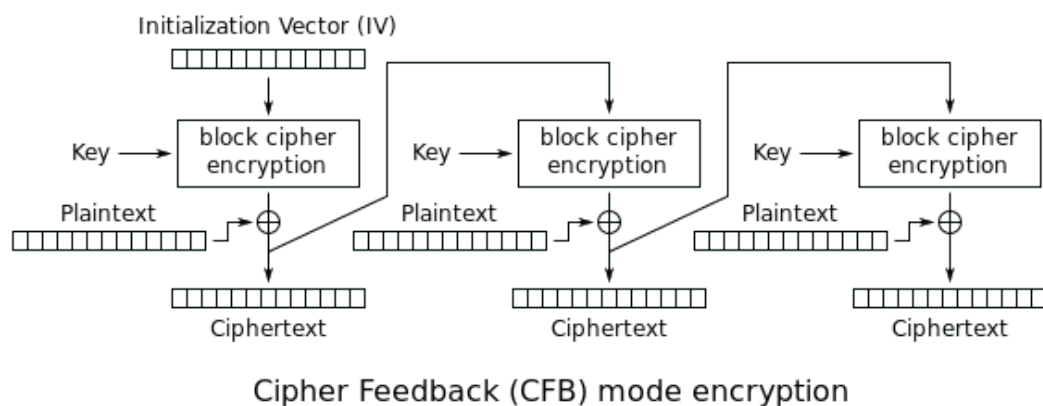 Initialization Vector (IV)
Key
block cipher
encryption
Plaintext
Ciphertext
Key
block cipher
encryption
Plaintext
Ciphertext
Key
block cipher
encryption
Plaintext
Ciphertext
Cipher Feedback (CFB) mode encryption